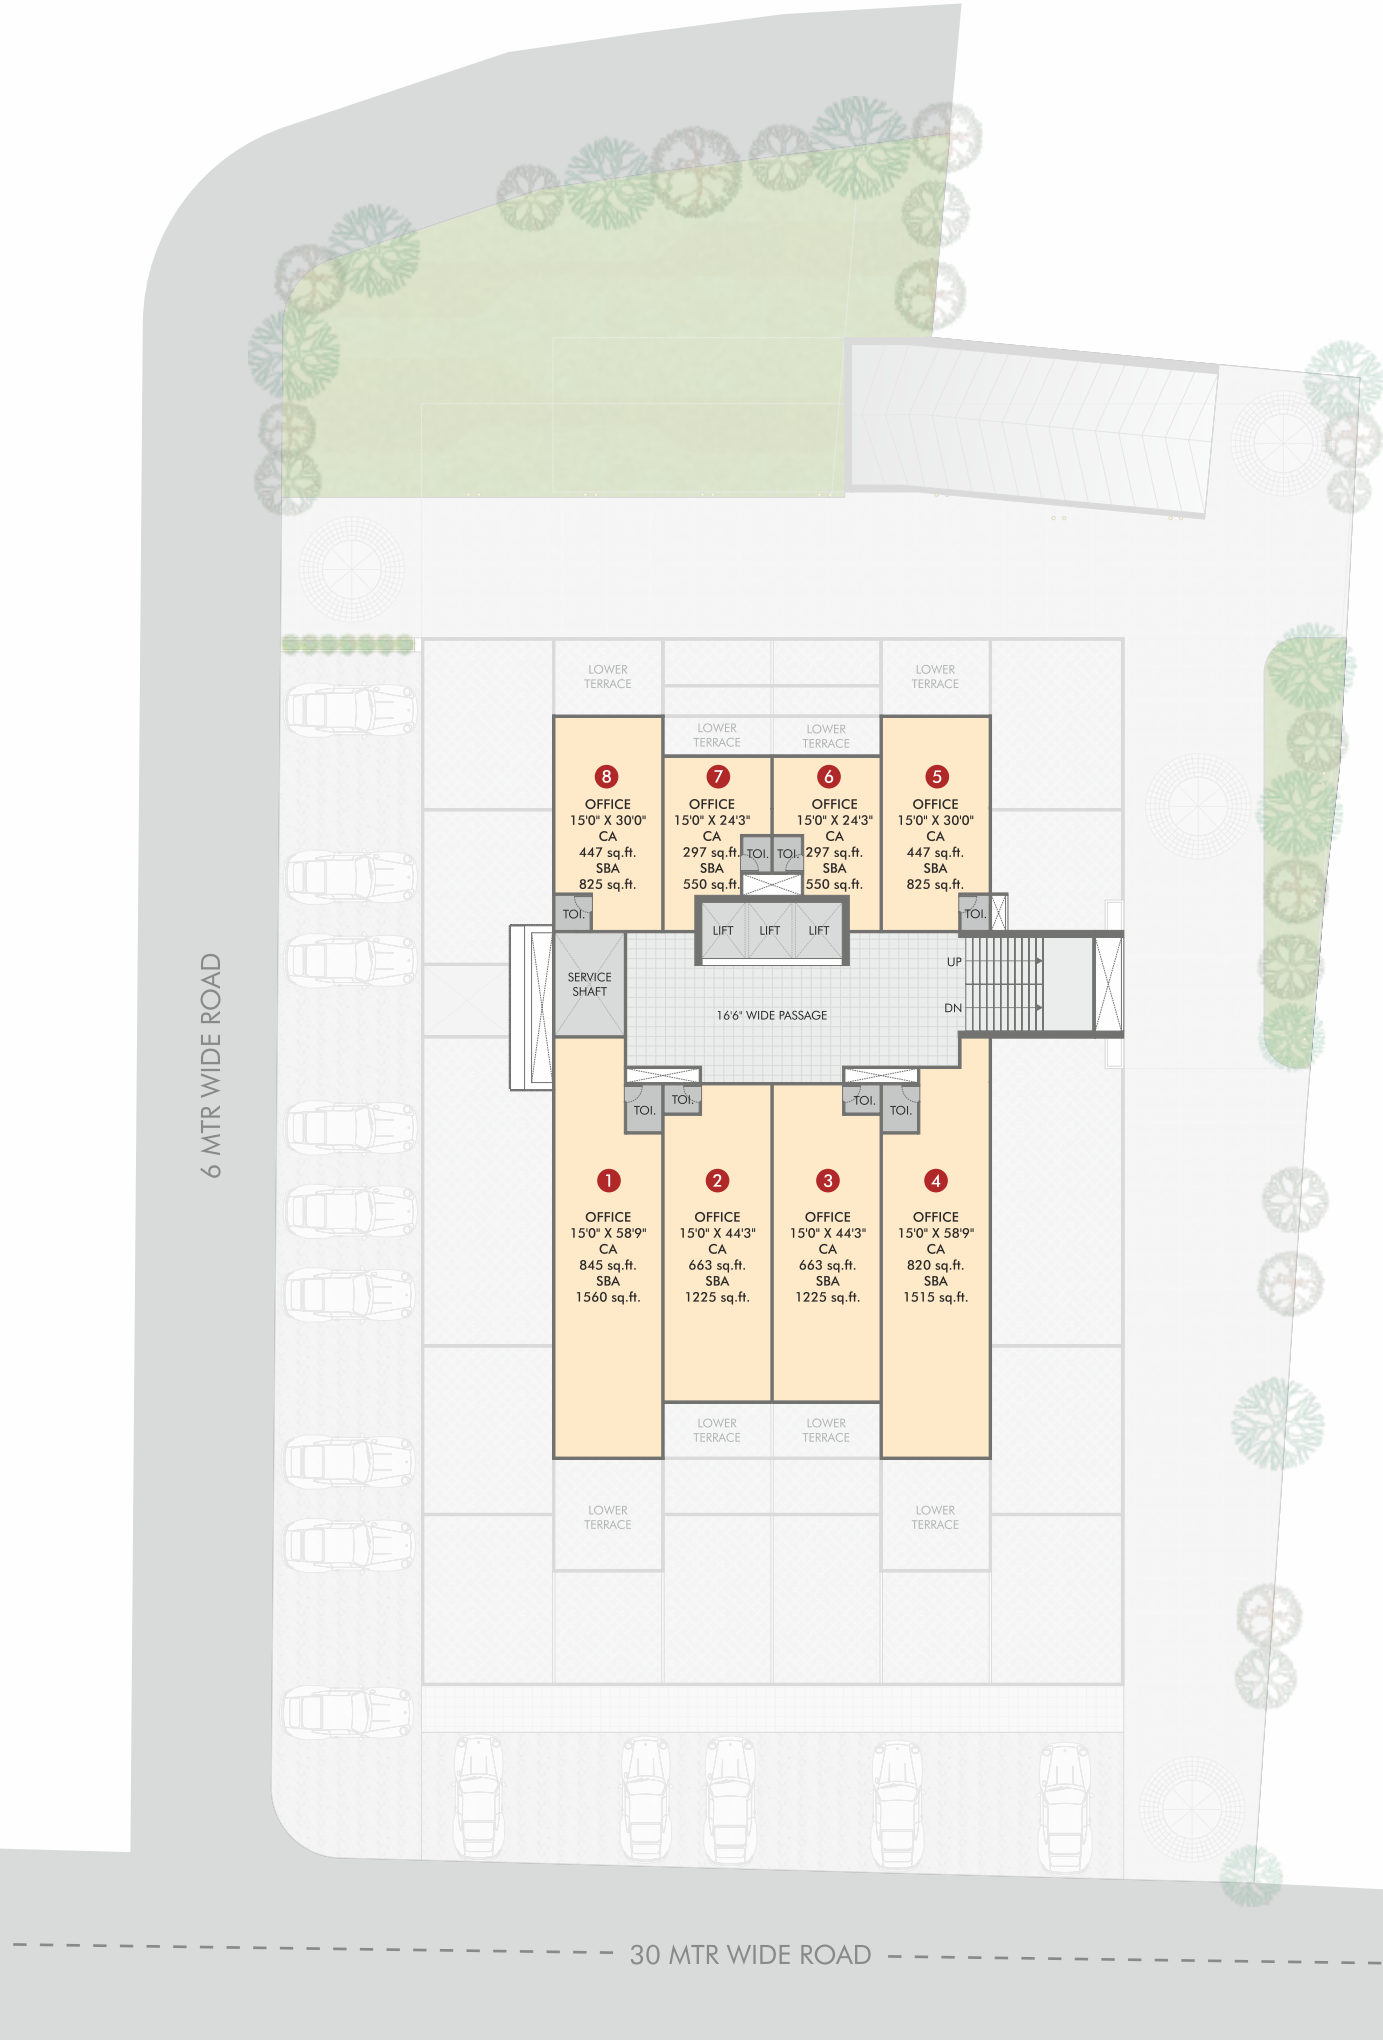 LOWER
TERRACE
LOWER
TERRACE
LOWER
TERRACE
LOWER
TERRACE
8
OFFICE
15'0" X 30'0"
CA
447 sq.ft.
SBA
825 sq.ft.
TOI.
7
OFFICE
15'0" X 24'3"
CA
297 sq.ft.
SBA
550 sq.ft.
TOI.
6
OFFICE
15'0" X 24'3"
CA
297 sq.ft.
SBA
550 sq.ft.
TOI.
5
OFFICE
15'0" X 30'0"
CA
447 sq.ft.
SBA
825 sq.ft.
TOI.
LIFT
LIFT
LIFT
SERVICE
SHAFT
16'6" WIDE PASSAGE
UP
DN
TOI.
TOI.
TOI.
TOI.
1
OFFICE
15'0" X 58'9"
CA
845 sq.ft.
SBA
1560 sq.ft.
2
OFFICE
15'0" X 44'3"
CA
663 sq.ft.
SBA
1225 sq.ft.
3
OFFICE
15'0" X 44'3"
CA
663 sq.ft.
SBA
1225 sq.ft.
4
OFFICE
15'0" X 58'9"
CA
820 sq.ft.
SBA
1515 sq.ft.
LOWER
TERRACE
LOWER
TERRACE
LOWER
TERRACE
LOWER
TERRACE
6 MTR WIDE ROAD
30 MTR WIDE ROAD